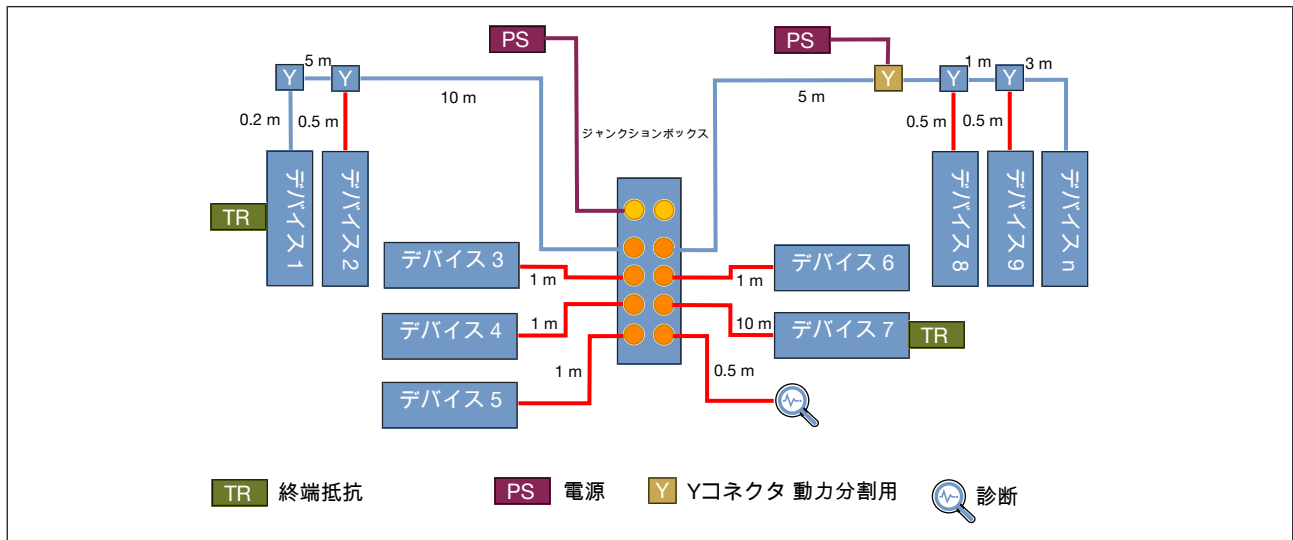 PS
PS
5 m
1 m
3 m
Y
Y
Y
Y
Y
10 m
5 m
0.2 m
0.5 m
0.5 m
0.5 m
ジャンクションボックス
デバイス 1
デバイス 2
デバイス 8
デバイス 9
デバイス n
TR
デバイス 3
1 m
デバイス 6
1 m
デバイス 4
1 m
10 m
デバイス 7
TR
デバイス 5
1 m
0.5 m
TR 終端抵抗
PS 電源
Y Yコネクタ 動力分割用
診断